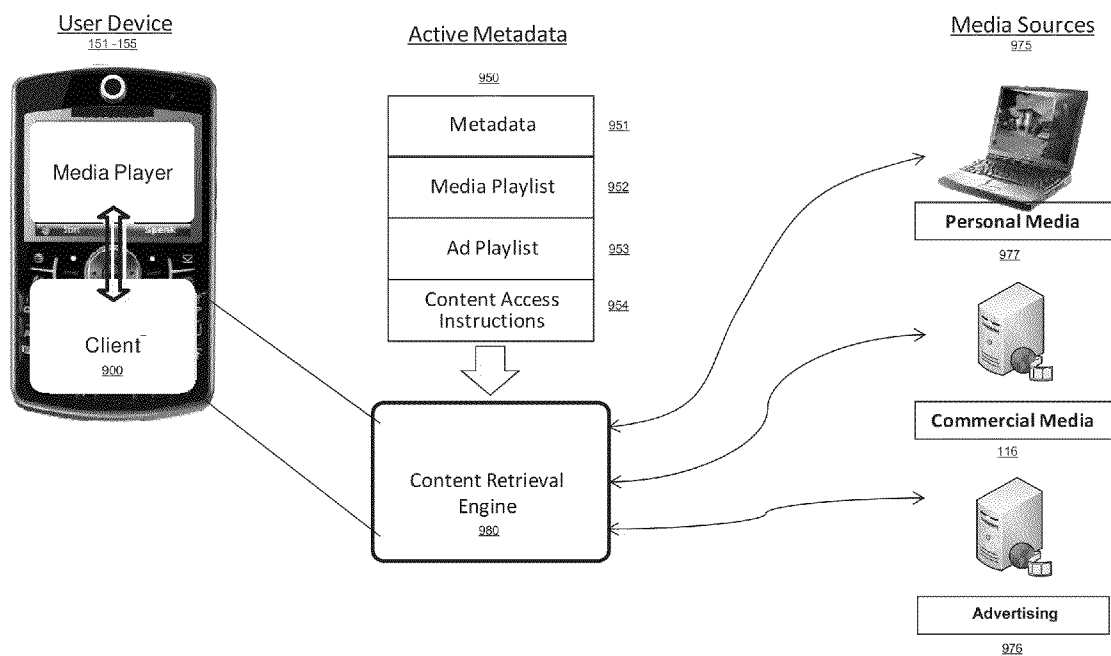 User Device
151 -155
Media Player
Client
900
Active Metadata
950
Metadata
951
Media Playlist
952
Ad Playlist
953
Content Access
Instructions
954
Content Retrieval
Engine
980
Media Sources
975
Personal Media
977
Commercial Media
116
Advertising
976